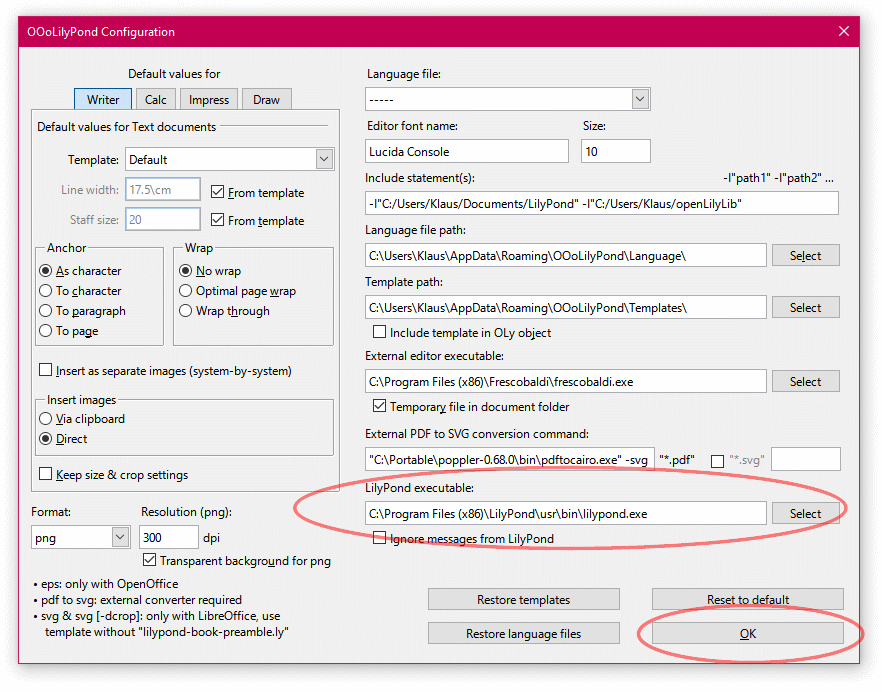 OOoLilyPond Configuration
Default values for
Writer Calc Impress Draw
Default values for Text documents
Template: Default
Line width: 17.5\cm From template
Staff size: 20 From template
Anchor
As character
To character
To paragraph
To page
Wrap
No wrap
Optimal page wrap
Wrap through
Insert as separate images (system-by-system)
Insert images
Via clipboard
Direct
Keep size & crop settings
Format: Resolution (png):
png 300 dpi
Transparent background for png
• eps: only with OpenOffice
• pdf to svg: external converter required
• svg & svg [-dcrop]: only with LibreOffice, use
template without "lilypond-book-preamble.ly"
Language file:
-----
Editor font name: Size:
Lucida Console 10
Include statement(s): -I"path1" -I"path2" ...
-I"C:/Users/Klaus/Documents/LilyPond" -I"C:/Users/Klaus/openLilyLib"
Language file path:
C:\Users\Klaus\AppData\Roaming\OOoLilyPond\Language\ Select
Template path:
C:\Users\Klaus\AppData\Roaming\OOoLilyPond\Templates\ Select
Include template in OLy object
External editor executable:
C:\Program Files (x86)\Frescobaldi\frescobaldi.exe Select
Temporary file in document folder
External PDF to SVG conversion command:
"C:\Portable\poppler-0.68.0\bin\pdftocairo.exe" -svg "*.pdf" "*.svg"
LilyPond executable:
C:\Program Files (x86)\LilyPond\usr\bin\lilypond.exe Select
Ignore messages from LilyPond
Restore templates Reset to default
Restore language files OK